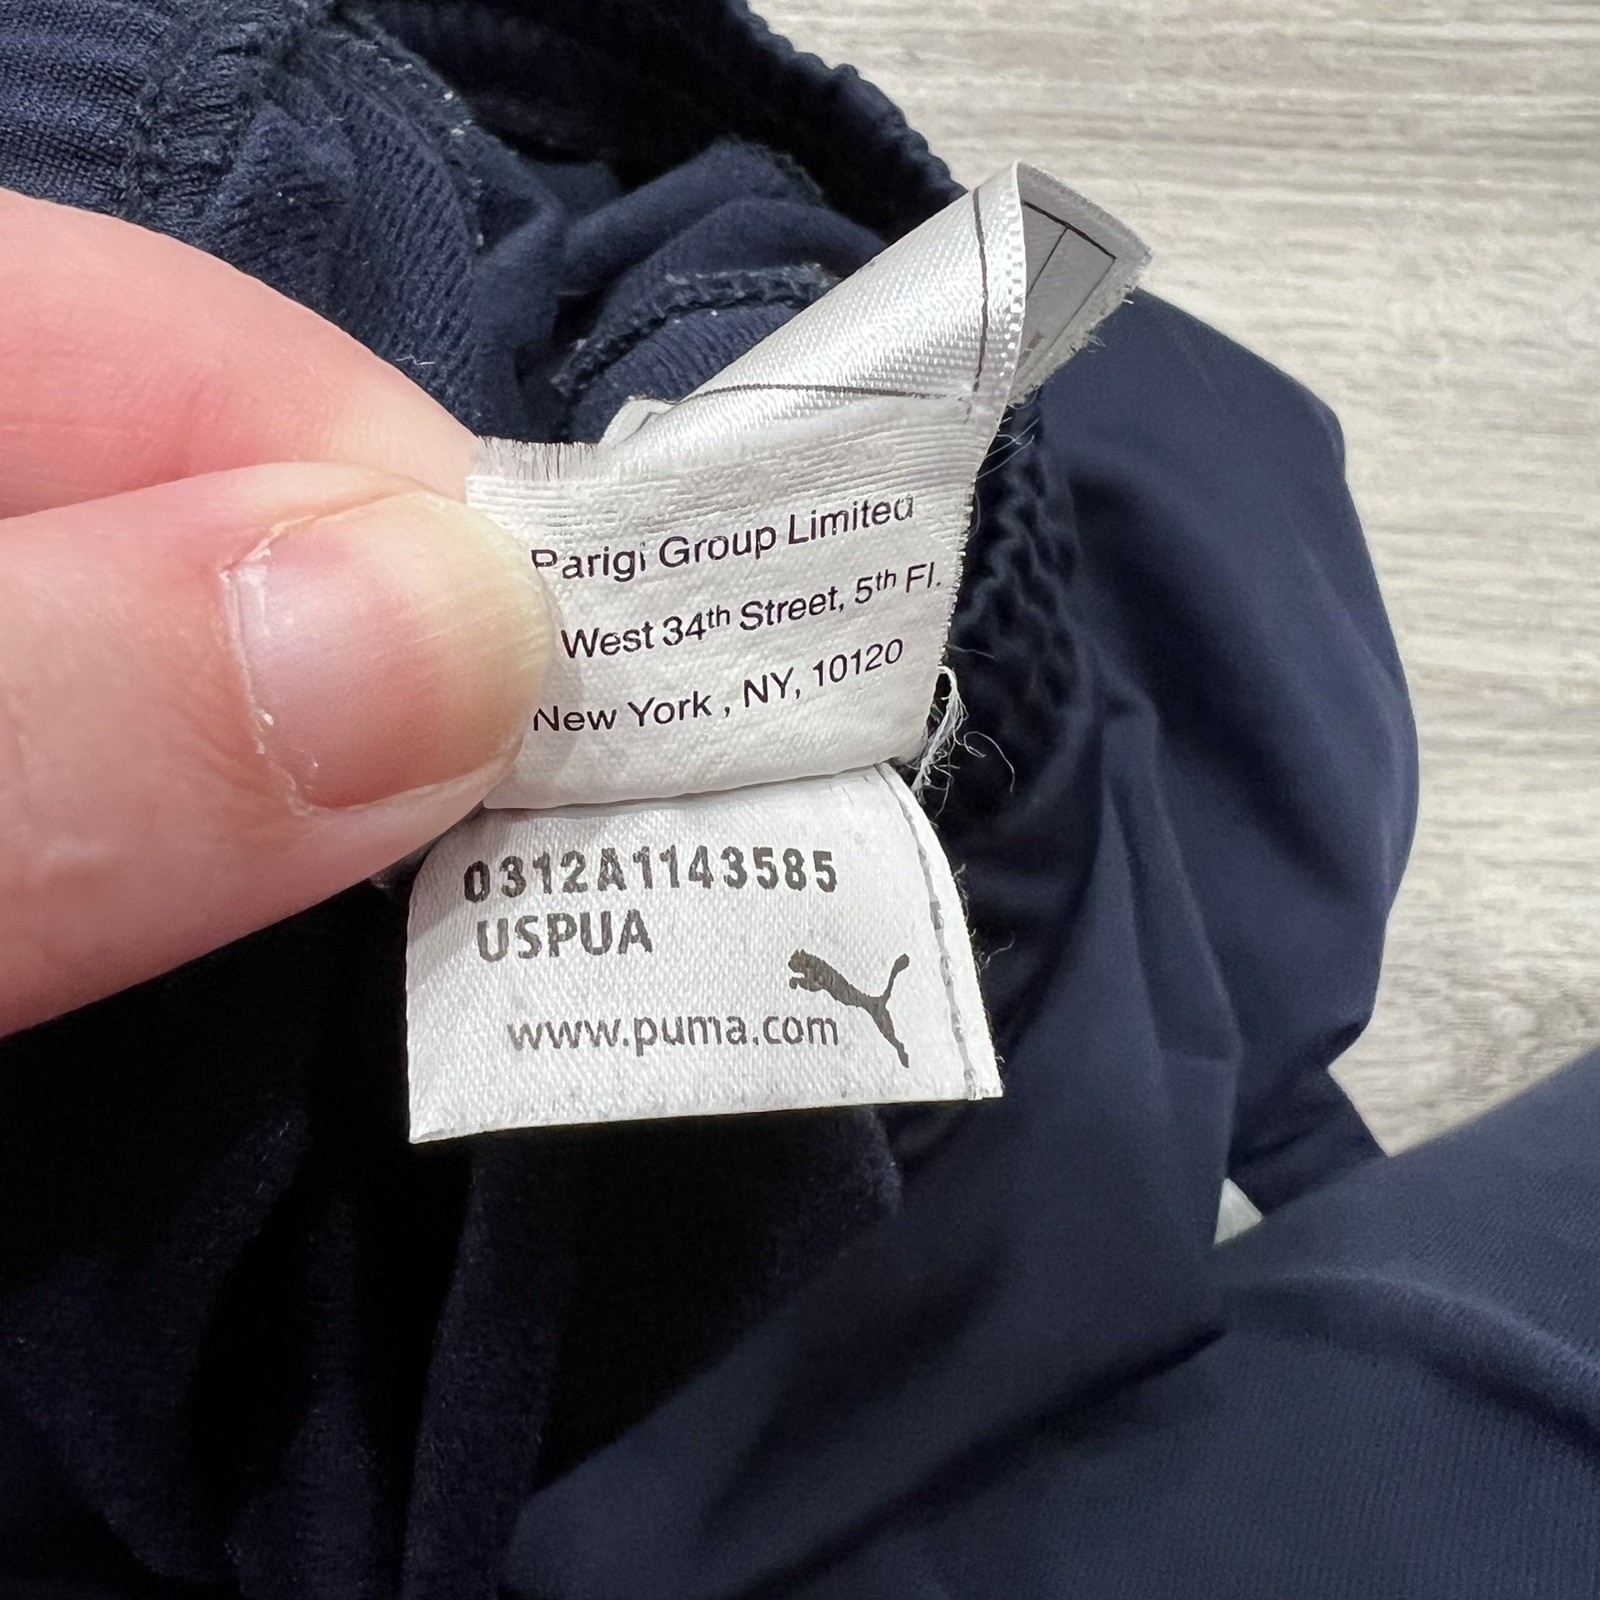 Parigi Group Limited
West 34th Street, 5th Fl.
New York , NY, 10120
0312A1143585
USPUA
www.puma.com